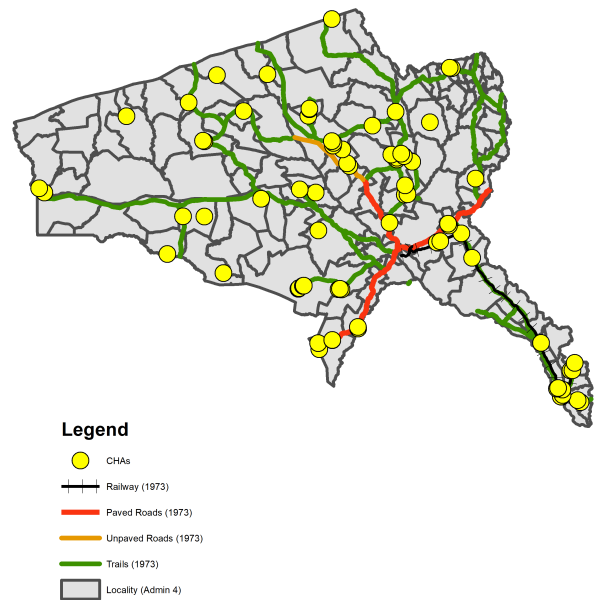 Legend
CHAs
Railway (1973)
Paved Roads (1973)
Unpaved Roads (1973)
Trails (1973)
Locality (Admin 4)